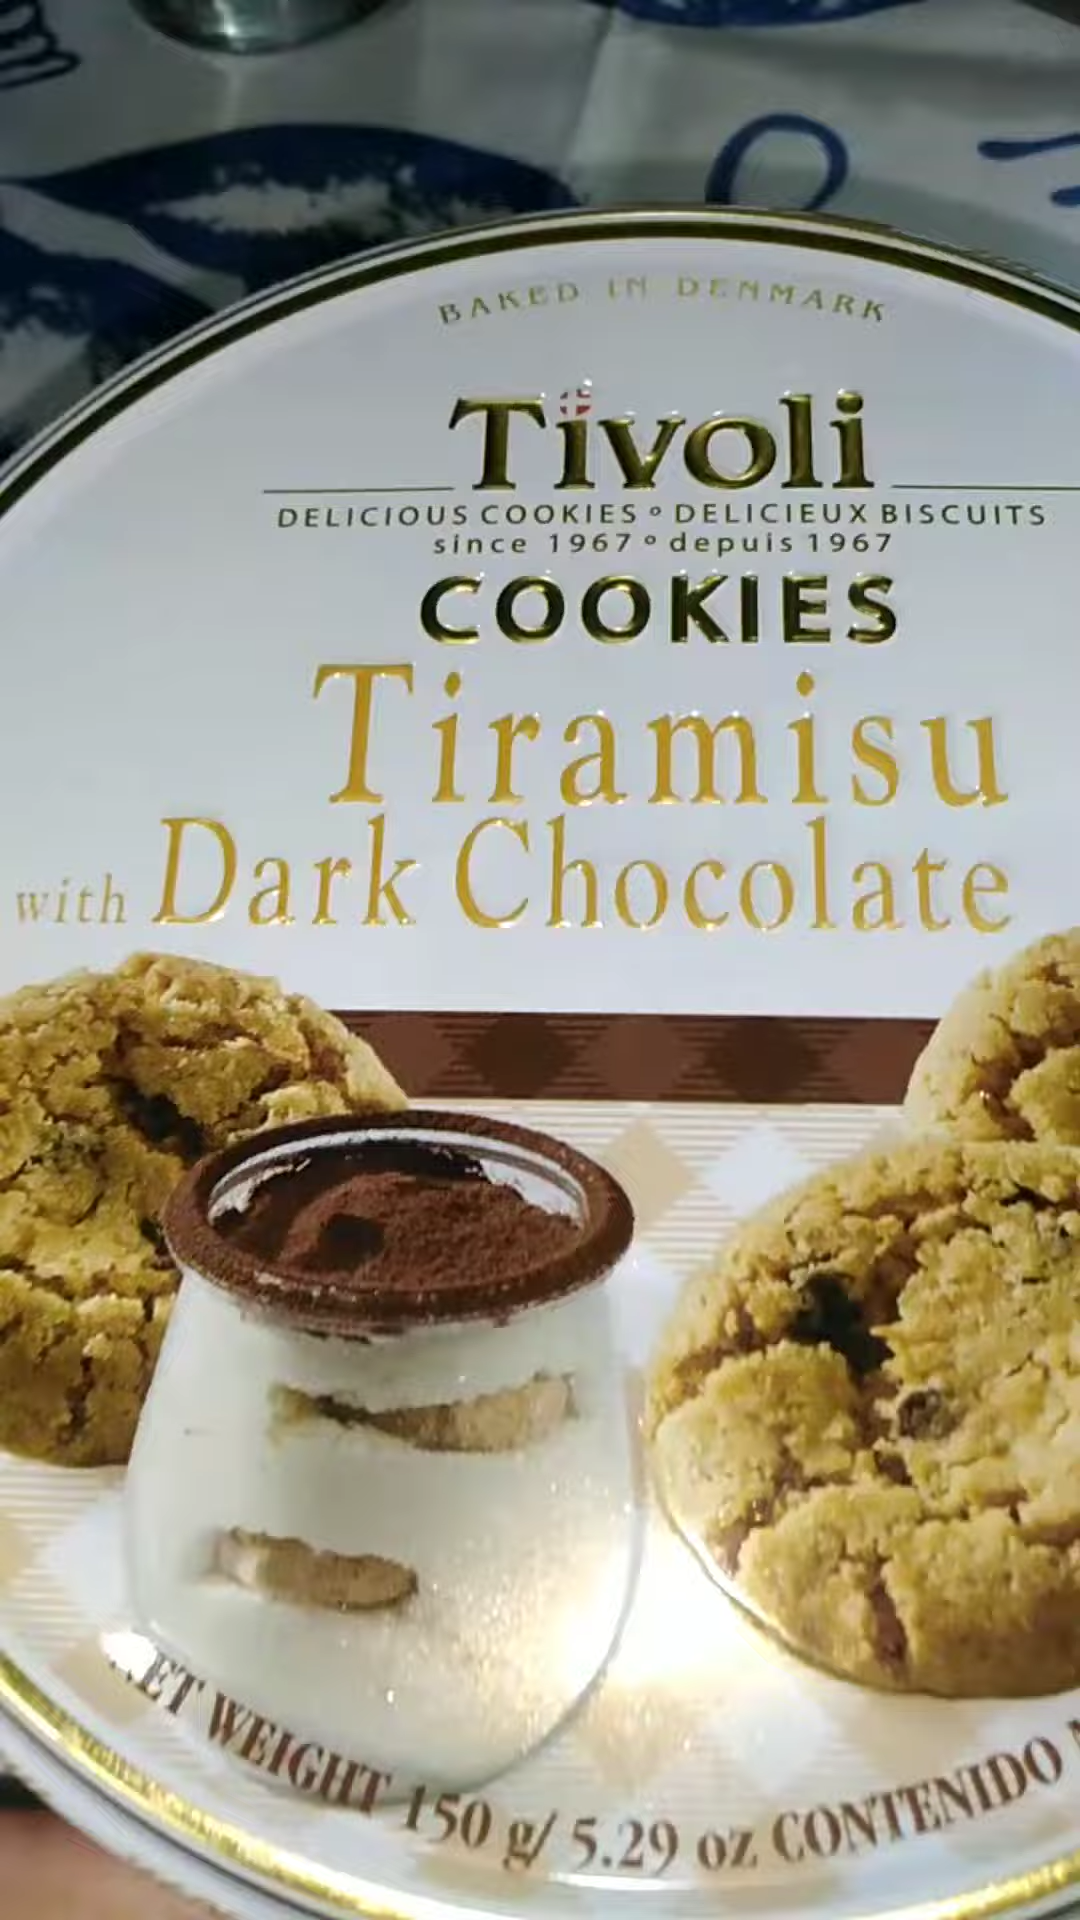 BAKED IN DENMARK
Tivoli
DELICIOUS COOKIES ° DELICIEUX BISCUITS
since 1967 ° depuis 1967
COOKIES
Tiramisu
with Dark Chocolate
NET WEIGHT 150 g/ 5.29 oz CONTENIDO